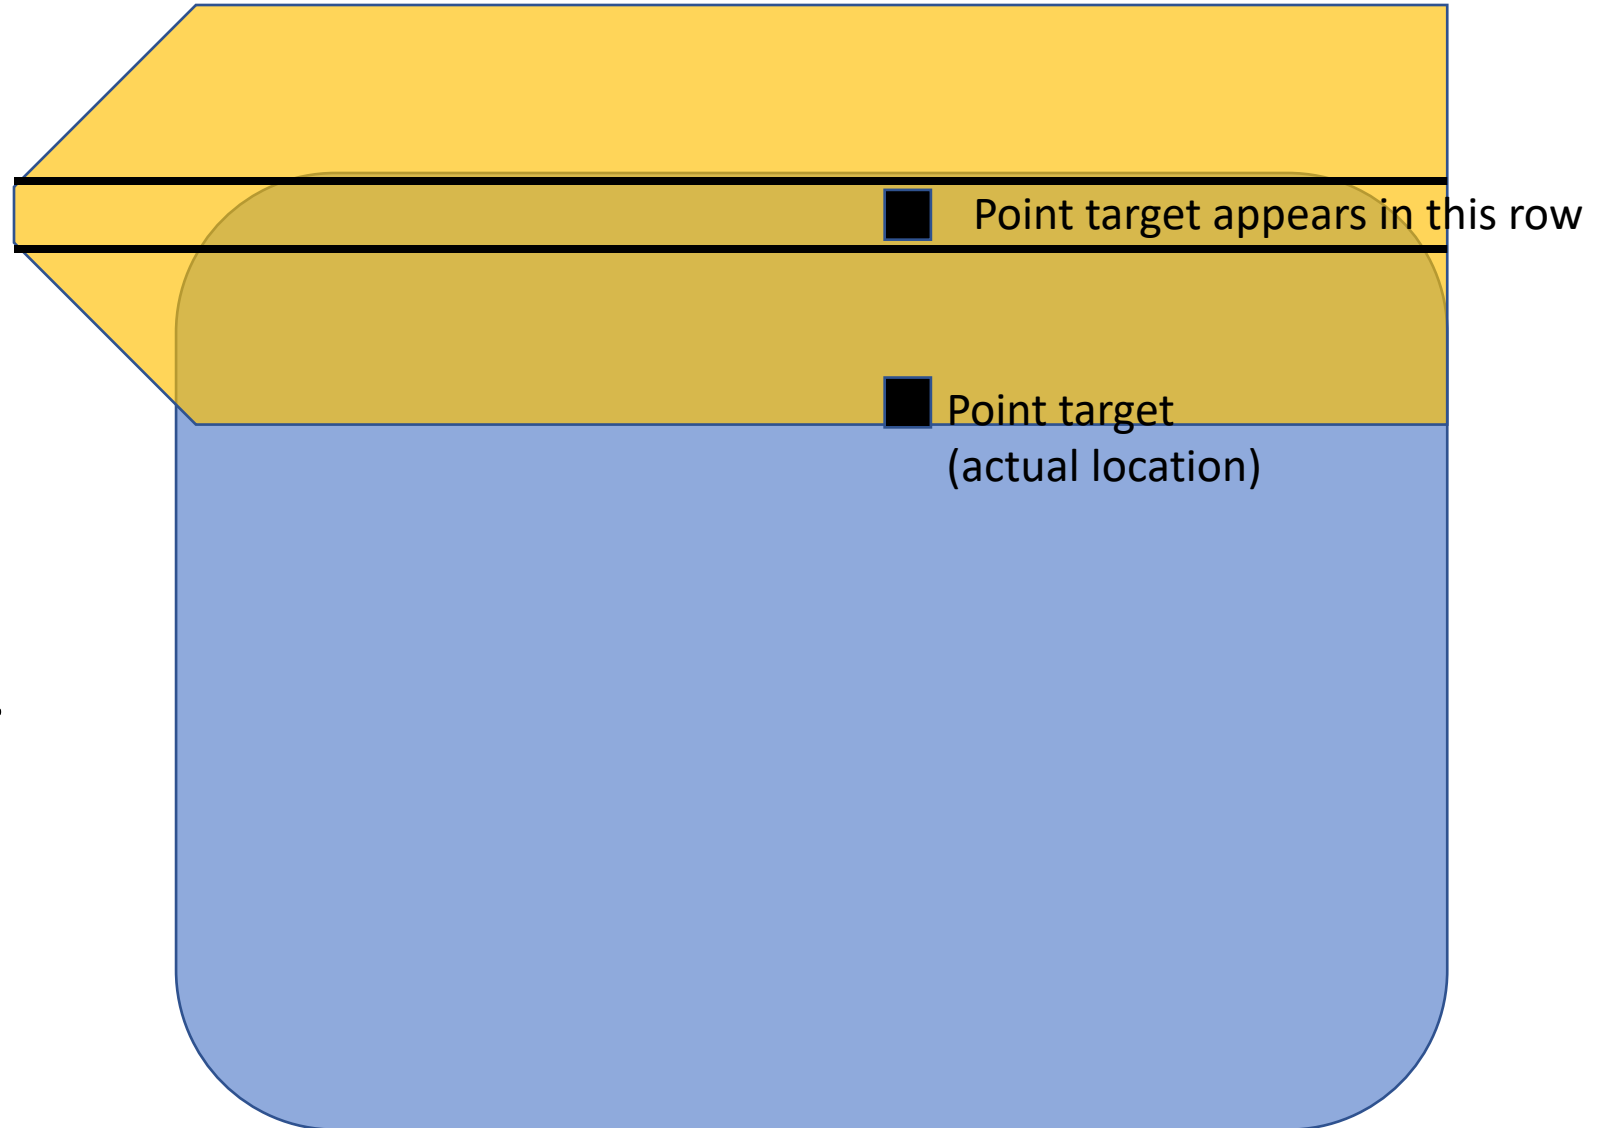 Point target appears in this row
Point target
(actual location)